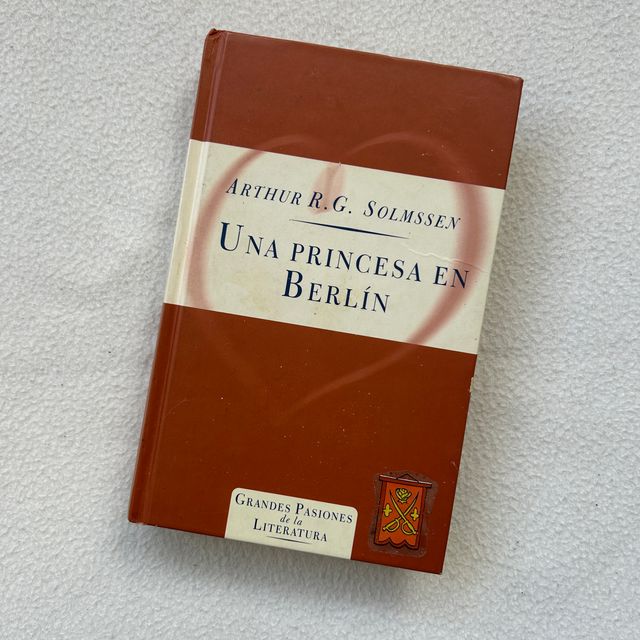 ARTHUR R.G. SOLMSSEN
UNA PRINCESA EN
BERLÍN
GRANDES PASIONES
de la
LITERATURA